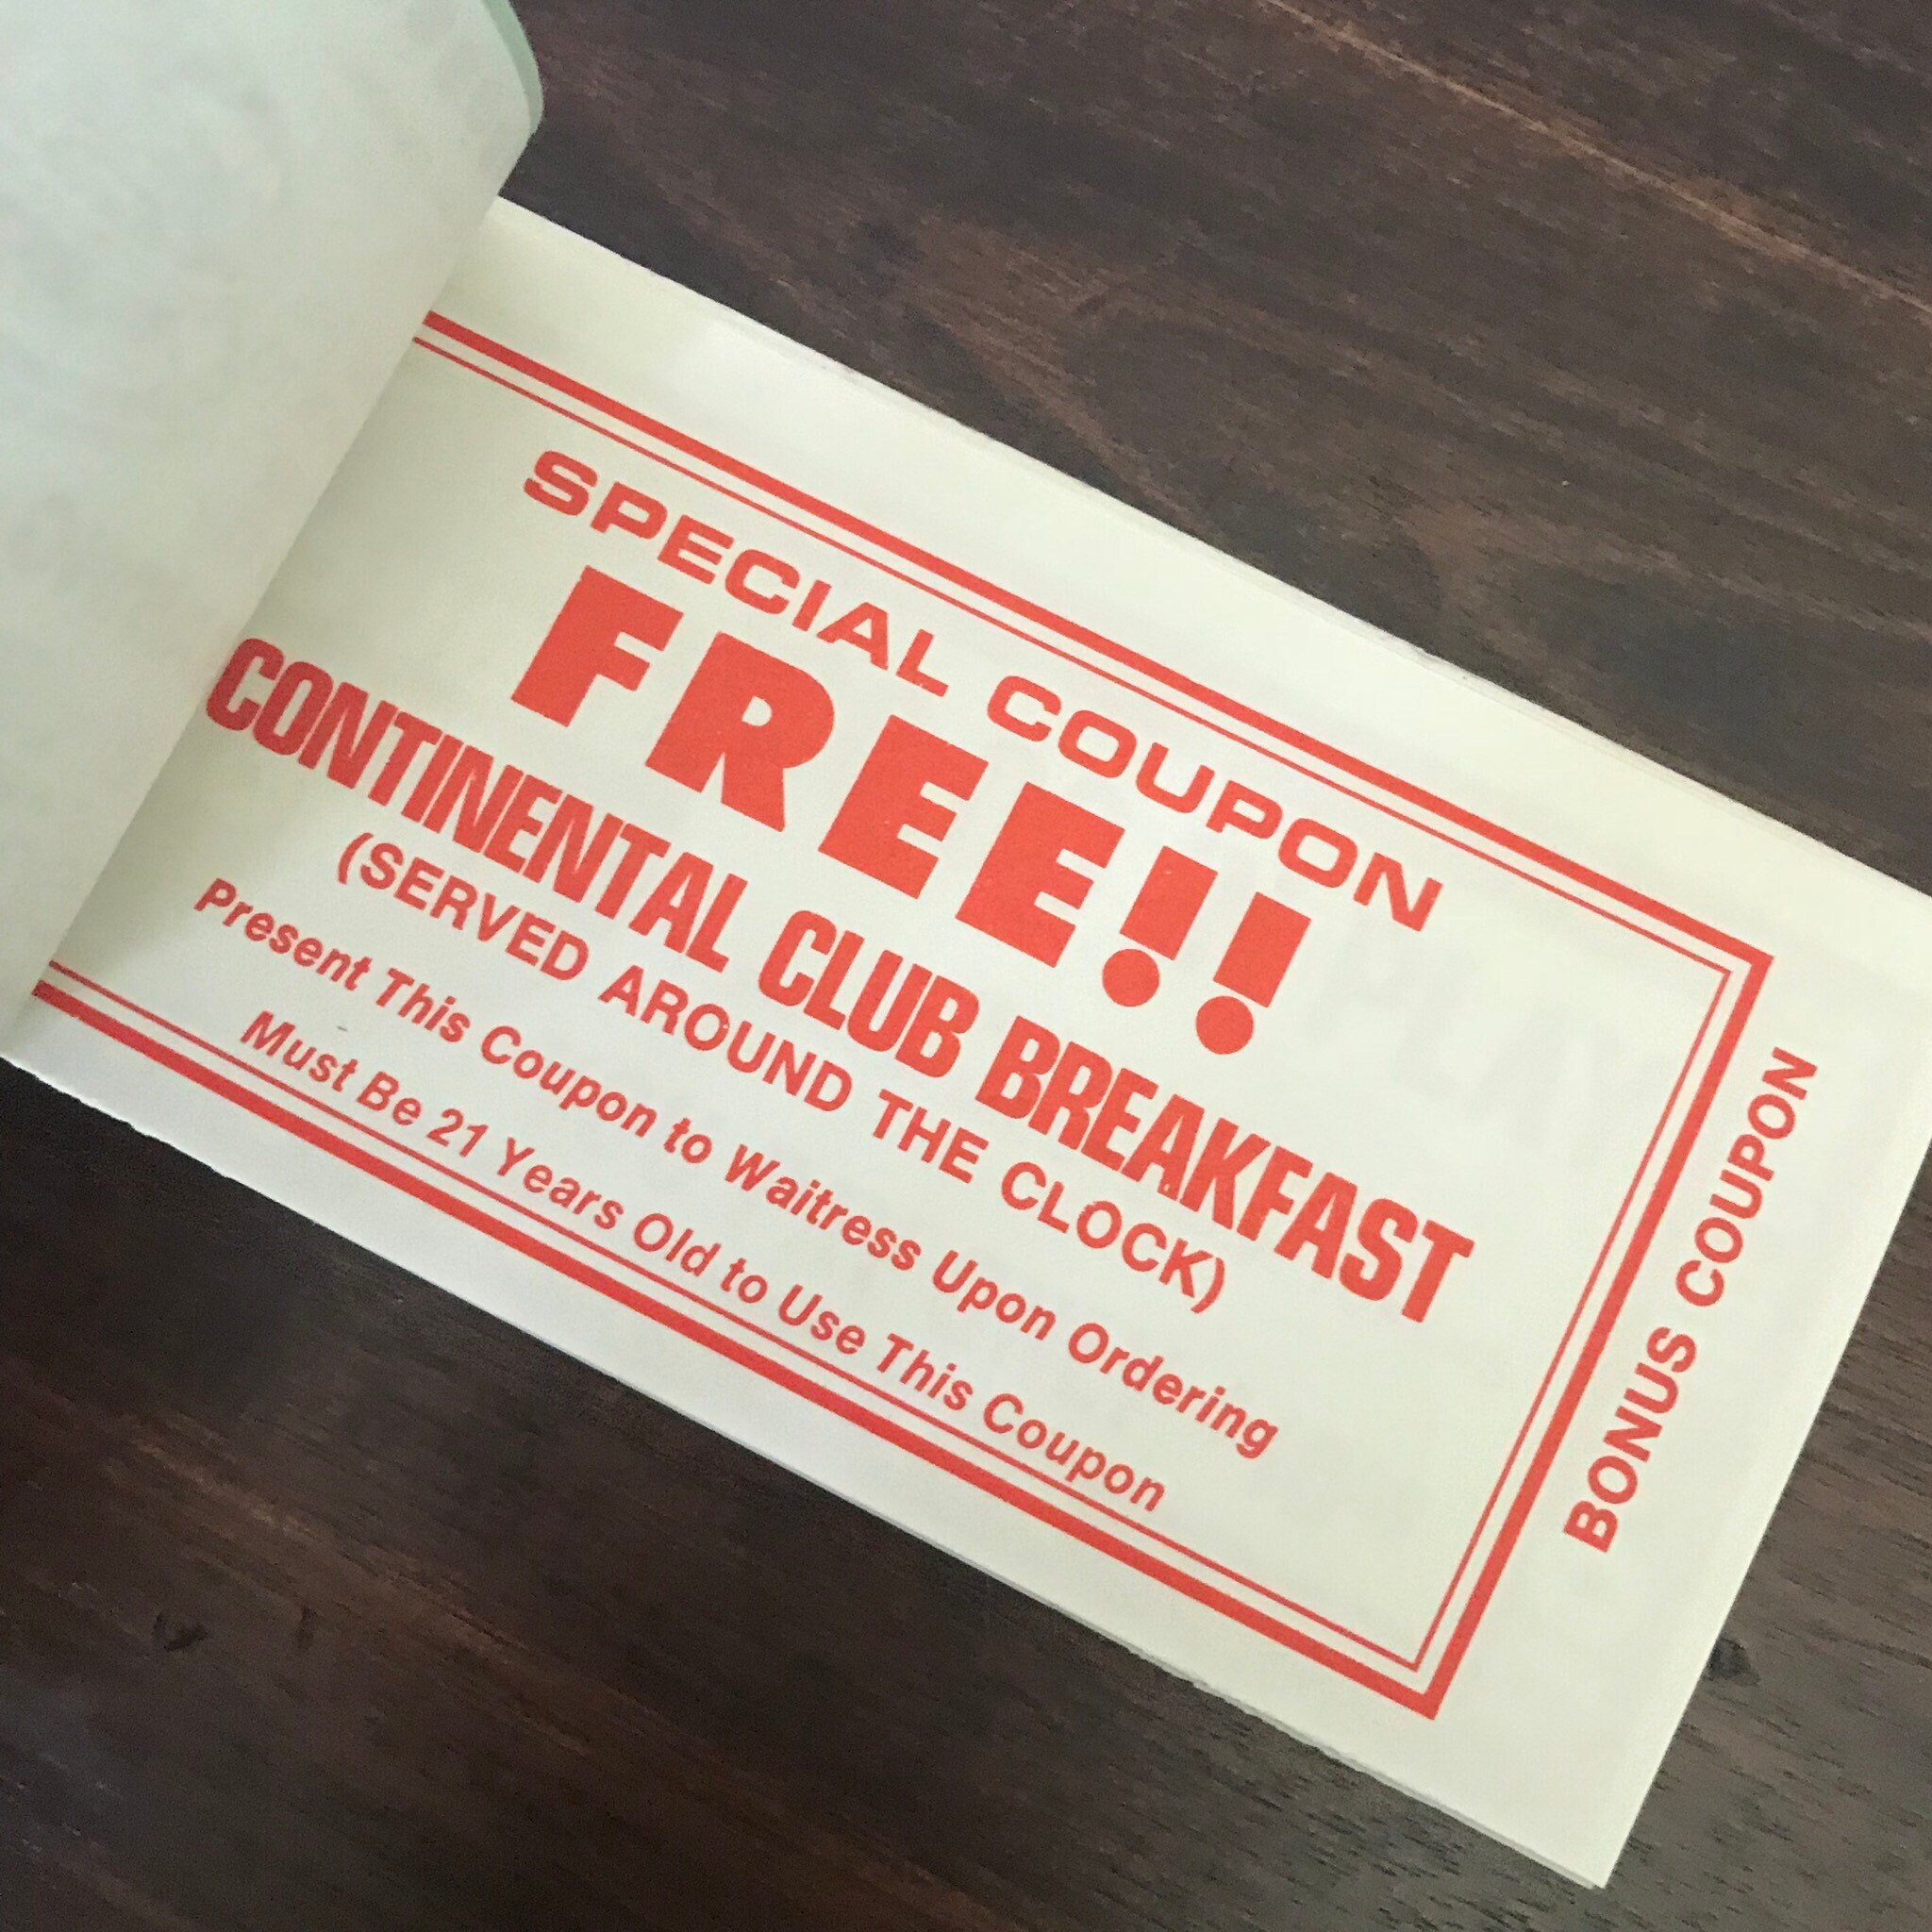 SPECIAL COUPON
FREE!!
CONTINENTAL CLUB BREAKFAST
(SERVED AROUND THE CLOCK)
Present This Coupon to Waitress Upon Ordering
Must Be 21 Years Old to Use This Coupon
BONUS COUPON